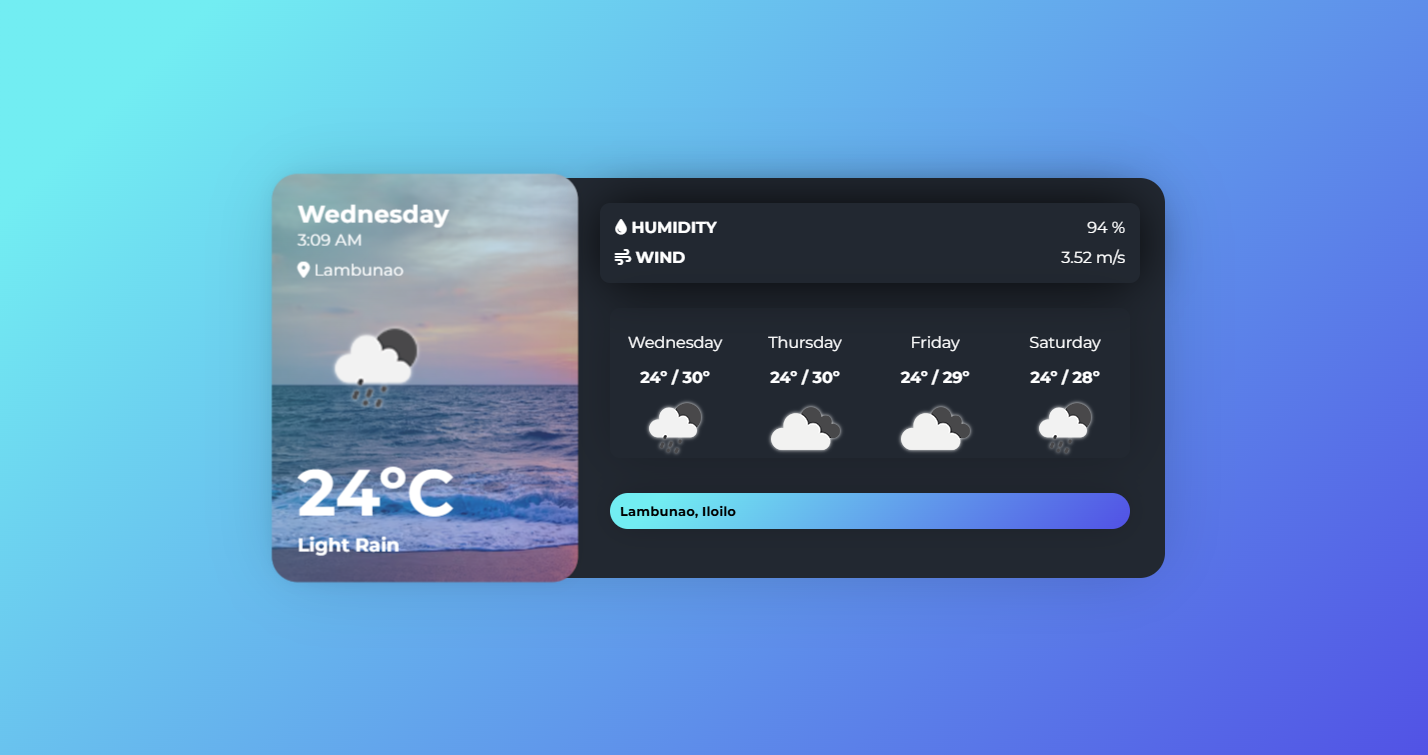 Wednesday
3:09 AM
Lambunao
24°C
Light Rain
HUMIDITY 94 %
WIND 3.52 m/s
Wednesday Thursday Friday Saturday
24° / 30° 24° / 30° 24° / 29° 24° / 28°
Lambunao, Iloilo